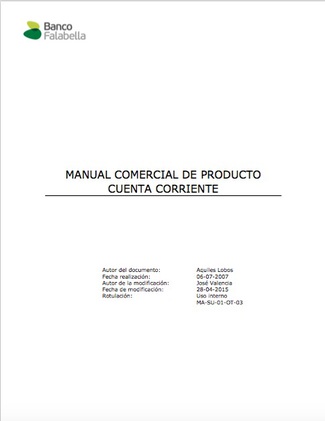 Banco
Falabella
MANUAL COMERCIAL DE PRODUCTO
CUENTA CORRIENTE
Autor del documento: Aquiles Lobos
Fecha realización: 06-07-2007
Autor de la modificación: José Valencia
Fecha de modificación: 28-04-2015
Rotulación: Uso interno
MA-SU-01-OT-03